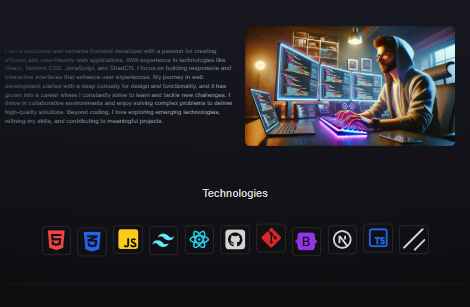 I am a dedicated and versatile frontend developer with a passion for creating
efficient and user-friendly web applications. With experience in technologies like
React, Tailwind CSS, JavaScript, and ShadCN, I focus on building responsive and
interactive interfaces that enhance user experiences. My journey in web
development started with a deep curiosity for design and functionality, and it has
grown into a career where I constantly strive to learn and tackle new challenges. I
thrive in collaborative environments and enjoy solving complex problems to deliver
high-quality solutions. Beyond coding, I love exploring emerging technologies,
refining my skills, and contributing to meaningful projects.
Technologies
JS
B
N
TS